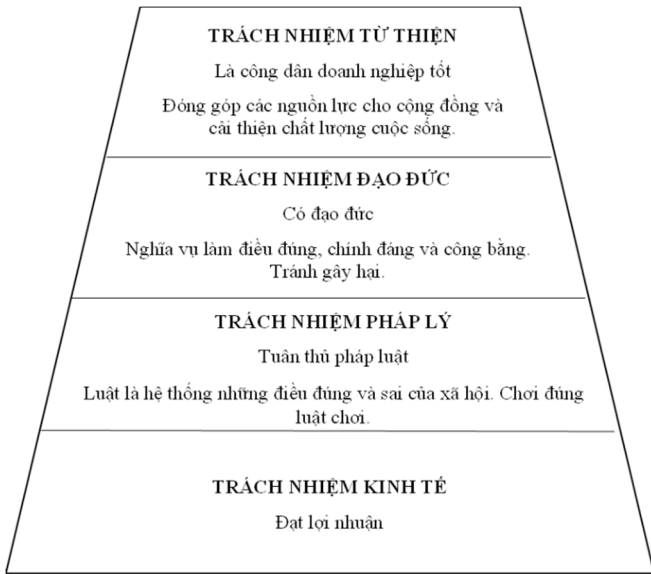 TRÁCH NHIỆM TỪ THIỆN
Là công dân doanh nghiệp tốt
Đóng góp các nguồn lực cho cộng đồng và
cải thiện chất lượng cuộc sống.
TRÁCH NHIỆM ĐẠO ĐỨC
Có đạo đức
Nghĩa vụ làm điều đúng, chính đáng và công bằng.
Tránh gây hại.
TRÁCH NHIỆM PHÁP LÝ
Tuân thủ pháp luật
Luật là hệ thống những điều đúng và sai của xã hội. Chơi đúng
luật chơi.
TRÁCH NHIỆM KINH TẾ
Đạt lợi nhuận